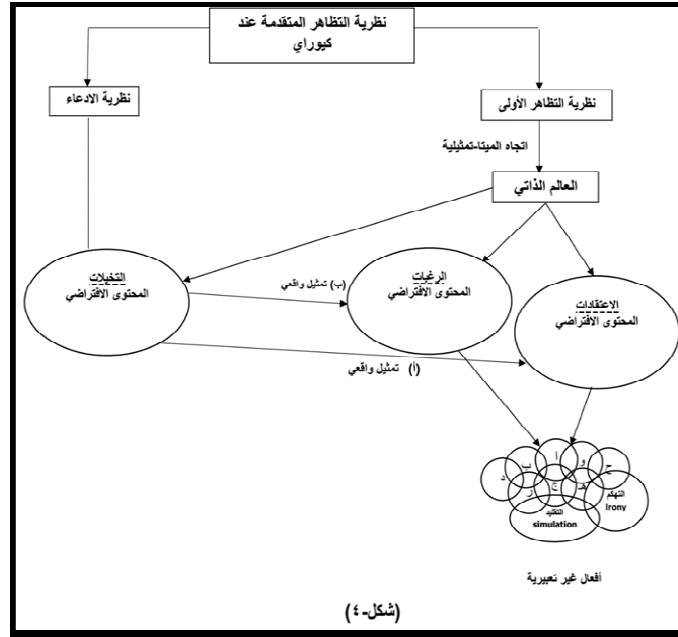 نظرية التظاهر المتقدمة عند
كيوراي
نظرية الادعاء
نظرية التظاهر الأولى
اتجاه الميتا-تمثيلية
العالم الذاتي
التخيلات
المحتوى الافتراضي
الرغبات
المحتوى الافتراضي
الاعتقادات
المحتوى الافتراضي
(ب) تمثيل واقعي
(أ) تمثيل واقعي
د
ب
أ
و
ح
ر
ج
هـ
التهكم
Irony
التقليد
simulation
أفعال غير تعبيرية
(شكل-٤)